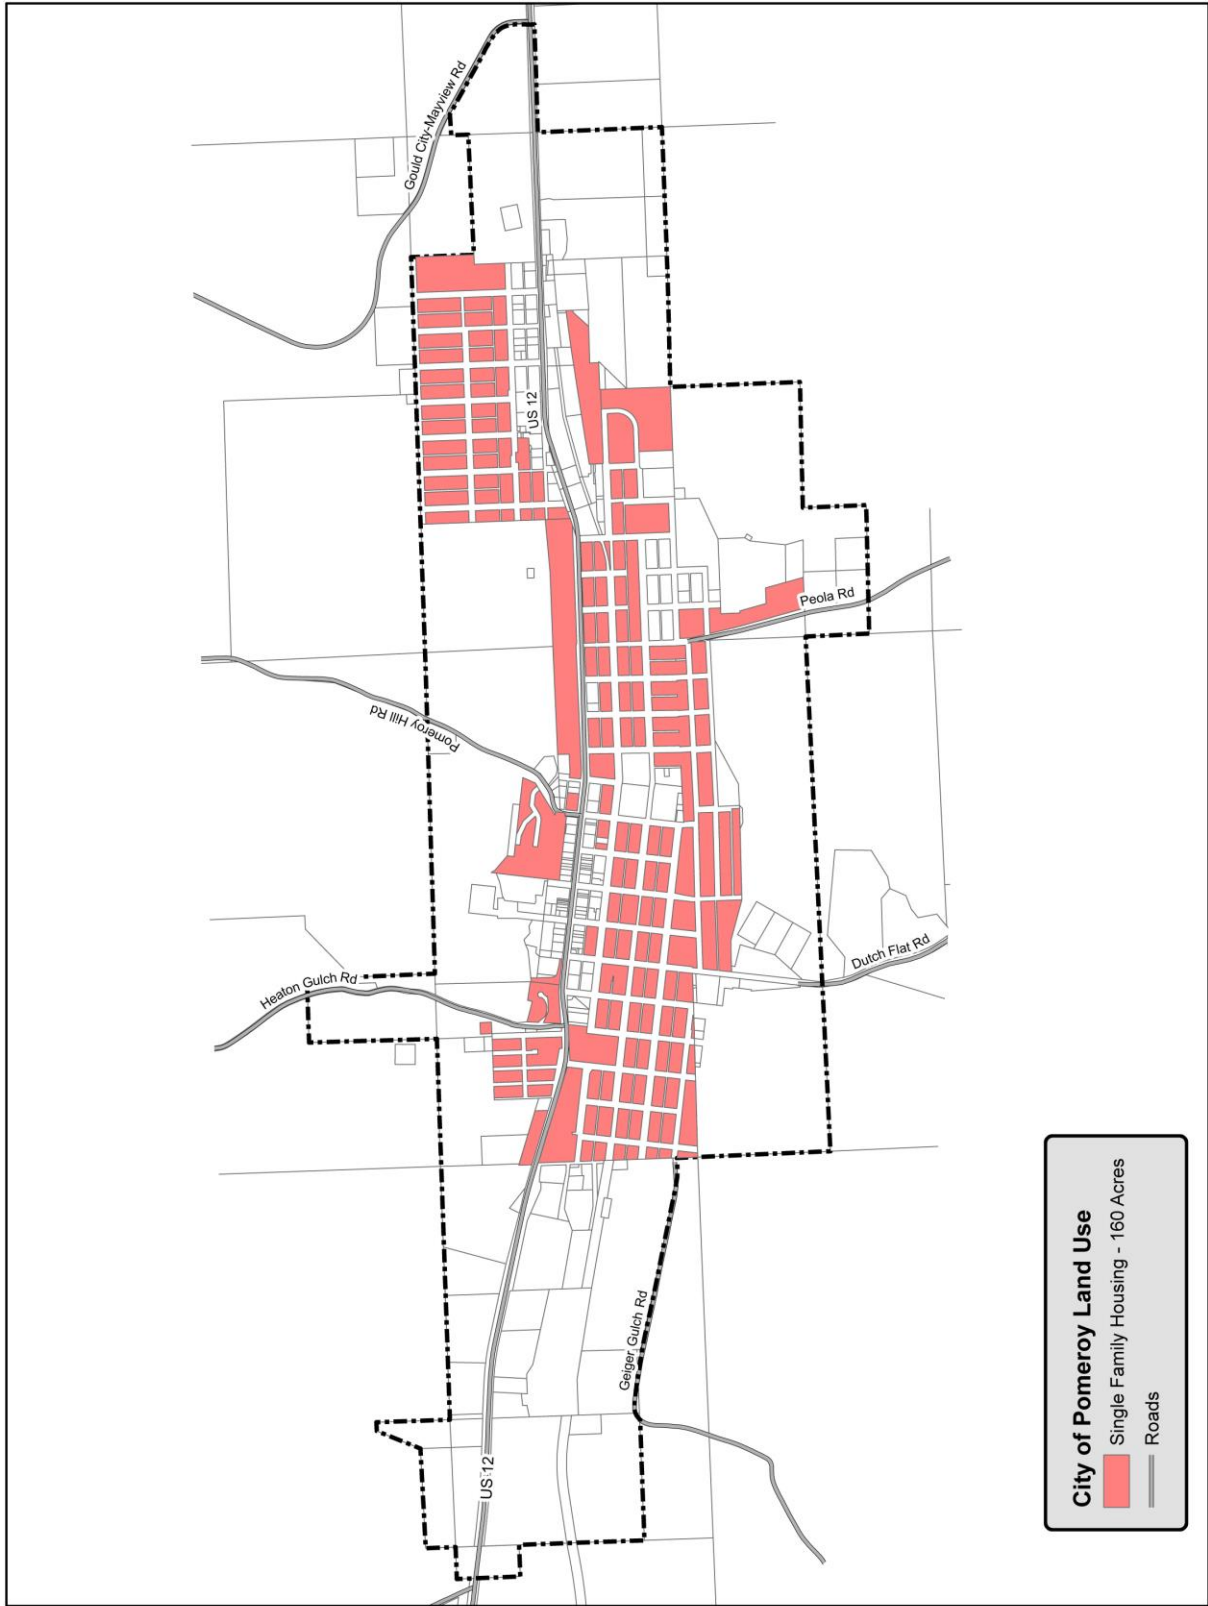 Gould City-Mayview Rd
US 12
Peola Rd
Pomeroy Hill Rd
Heaton Gulch Rd
Dutch Flat Rd
Geiger Gulch Rd
US 12
City of Pomeroy Land Use
Single Family Housing - 160 Acres
Roads